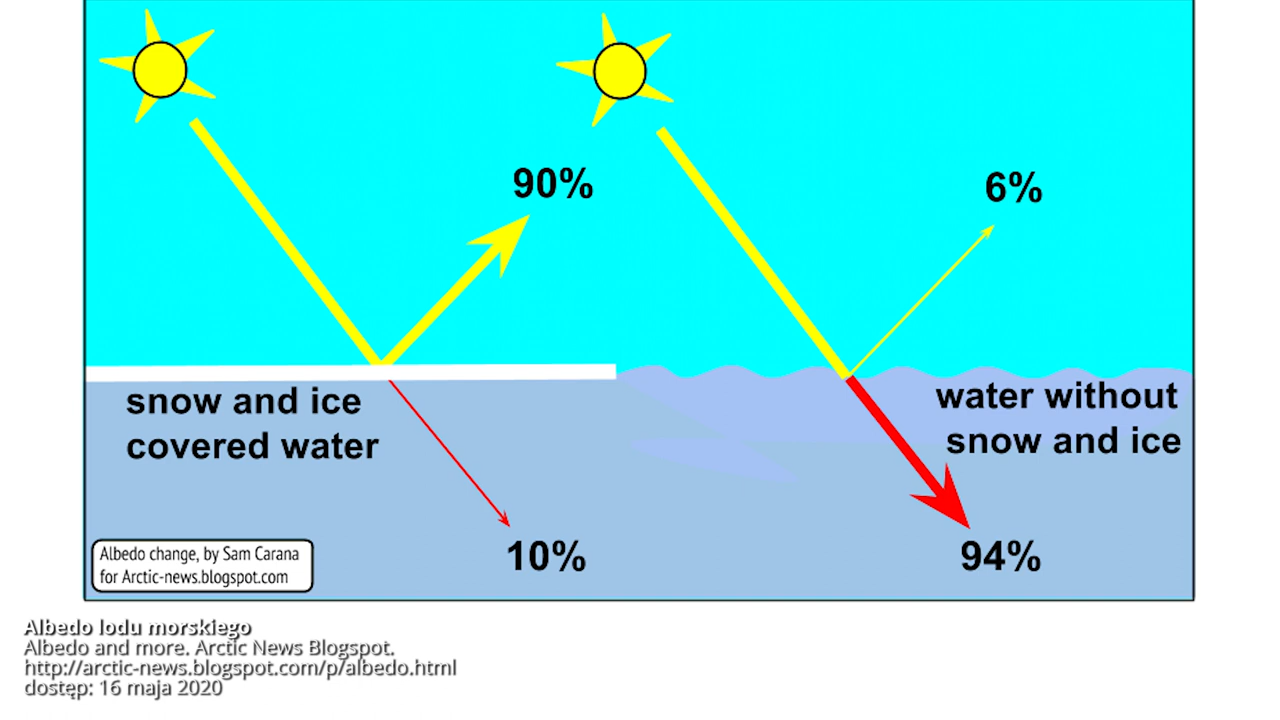 90%
6%
snow and ice
covered water
water without
snow and ice
10%
94%
Albedo change, by Sam Carana
for Arctic-news.blogspot.com
Albedo lodu morskiego
Albedo and more. Arctic News Blogspot.
http://arctic-news.blogspot.com/p/albedo.html
dostęp: 16 maja 2020